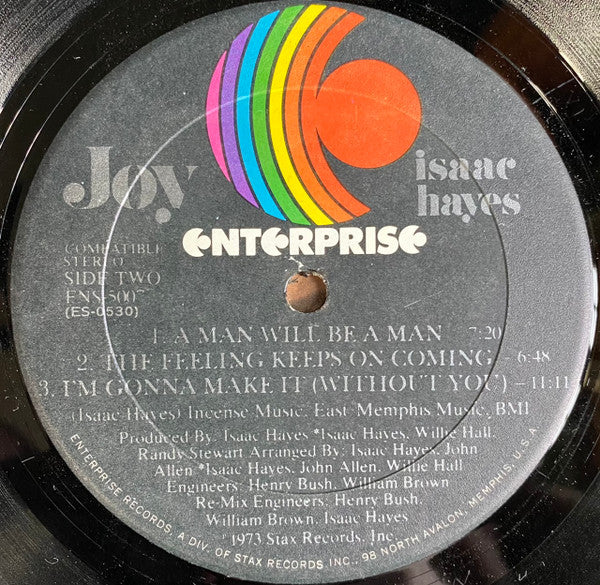 Joy
isaac
hayes
ENTERPRISE
COMPATIBLE
STEREO
SIDE TWO
ENS-500
(ES-0530)
1. A MAN WILL BE A MAN 7:20
2. THE FEELING KEEPS ON COMING – 6:48
3. I'M GONNA MAKE IT (WITHOUT YOU) – 11:11
(Isaac Hayes) Incense Music, East Memphis Music, BMI
Produced By: Isaac Hayes *Isaac Hayes, Willie Hall,
Randy Stewart Arranged By: Isaac Hayes, John
Allen *Isaac Hayes, John Allen, Willie Hall
Engineers: Henry Bush, William Brown
Re-Mix Engineers: Henry Bush,
William Brown, Isaac Hayes
1973 Stax Records, Inc.
ENTERPRISE RECORDS, A DIV. OF STAX RECORDS INC., 98 NORTH AVALON, MEMPHIS, U.S.A